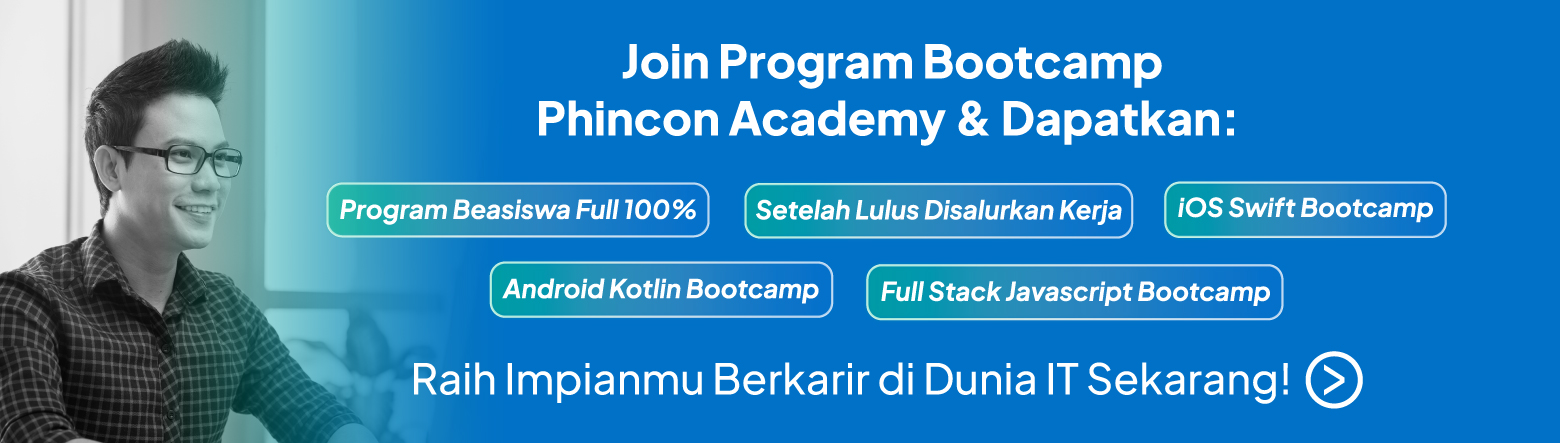 Join Program Bootcamp
Phincon Academy & Dapatkan:
Program Beasiswa Full 100%
Setelah Lulus Disalurkan Kerja
iOS Swift Bootcamp
Android Kotlin Bootcamp
Full Stack Javascript Bootcamp
Raih Impianmu Berkarir di Dunia IT Sekarang!